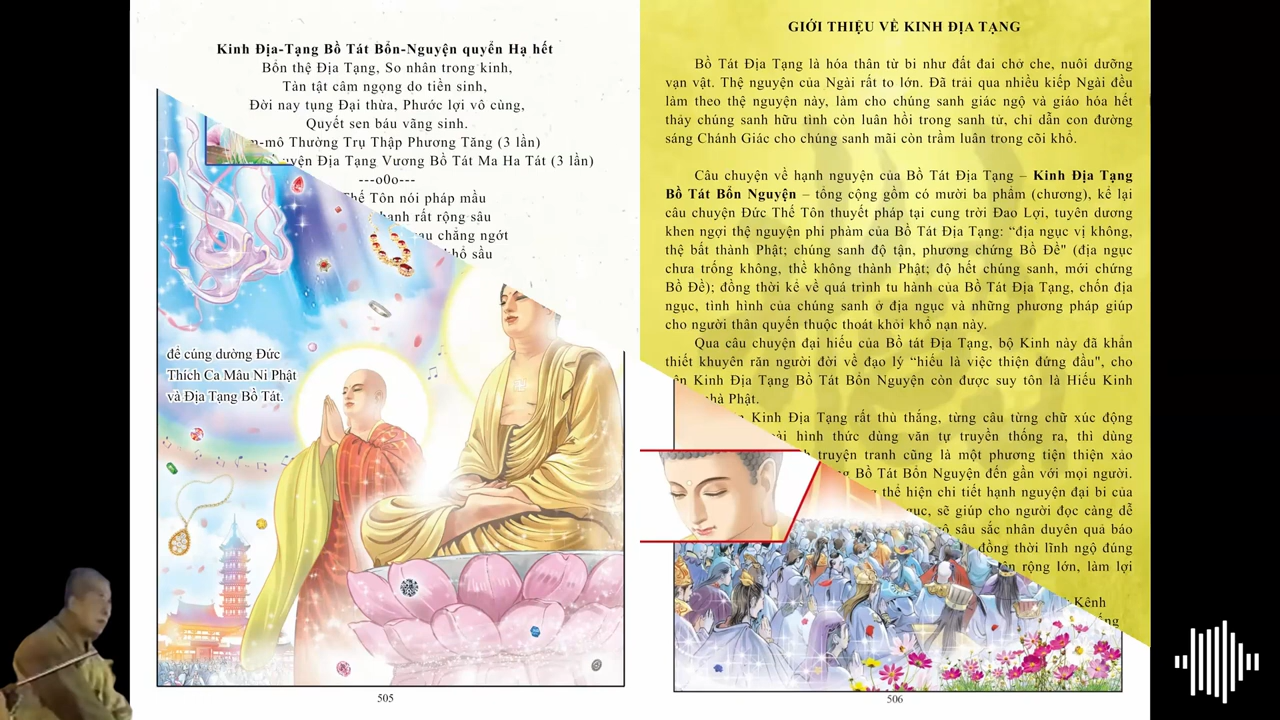 Kinh Địa-Tạng Bồ Tát Bổn-Nguyện quyển Hạ hết
Bổn thệ Địa Tạng, So nhân trong kinh,
Tàn tật câm ngọng do tiền sinh,
Đời nay tụng Đại thừa, Phước lợi vô cùng,
Quyết sen báu vãng sinh.
-mô Thường Trụ Thập Phương Tăng (3 lần)
Địa Tạng Vương Bồ Tát Ma Ha Tát (3 lần)
---o0o---
Thế Tôn nói pháp mầu
rất rộng sâu
chẳng ngớt
khổ sầu
để cúng dường Đức
Thích Ca Mâu Ni Phật
và Địa Tạng Bồ Tát.
505
GIỚI THIỆU VỀ KINH ĐỊA TẠNG
Bồ Tát Địa Tạng là hóa thân từ bi như đất đai chở che, nuôi dưỡng
vạn vật. Thệ nguyện của Ngài rất to lớn. Đã trải qua nhiều kiếp Ngài đều
làm theo thệ nguyện này, làm cho chúng sanh giác ngộ và giáo hóa hết
thảy chúng sanh hữu tình còn luân hồi trong sanh tử, chỉ dẫn con đường
sáng Chánh Giác cho chúng sanh mãi còn trầm luân trong cõi khổ.
Câu chuyện về hạnh nguyện của Bồ Tát Địa Tạng – Kinh Địa Tạng
Bồ Tát Bổn Nguyện – tổng cộng gồm có mười ba phẩm (chương), kể lại
câu chuyện Đức Thế Tôn thuyết pháp tại cung trời Đao Lợi, tuyên dương
khen ngợi thệ nguyện phi phàm của Bồ Tát Địa Tạng: “địa ngục vị không,
thệ bất thành Phật; chúng sanh độ tận, phương chứng Bồ Đề" (địa ngục
chưa trống không, thề không thành Phật; độ hết chúng sanh, mới chứng
Bồ Đề); đồng thời kể về quá trình tu hành của Bồ Tát Địa Tạng, chốn địa
ngục, tình hình của chúng sanh ở địa ngục và những phương pháp giúp
cho người thân quyến thuộc thoát khỏi khổ nạn này.
Qua câu chuyện đại hiếu của Bồ tát Địa Tạng, bộ Kinh này đã khẩn
thiết khuyên răn người đời về đạo lý “hiếu là việc thiện đứng đầu", cho
Kinh Địa Tạng Bồ Tát Bổn Nguyện còn được suy tôn là Hiếu Kinh
nhà Phật.
Kinh Địa Tạng rất thù thắng, từng câu từng chữ xúc động
hình thức dùng văn tự truyền thống ra, thì dùng
truyện tranh cũng là một phương tiện thiện xảo
Bồ Tát Bổn Nguyện đến gần với mọi người.
thể hiện chi tiết hạnh nguyện đại bi của
sẽ giúp cho người đọc càng dễ
sâu sắc nhân duyên quả báo
đồng thời lĩnh ngộ đúng
rộng lớn, làm lợi
Kênh
506